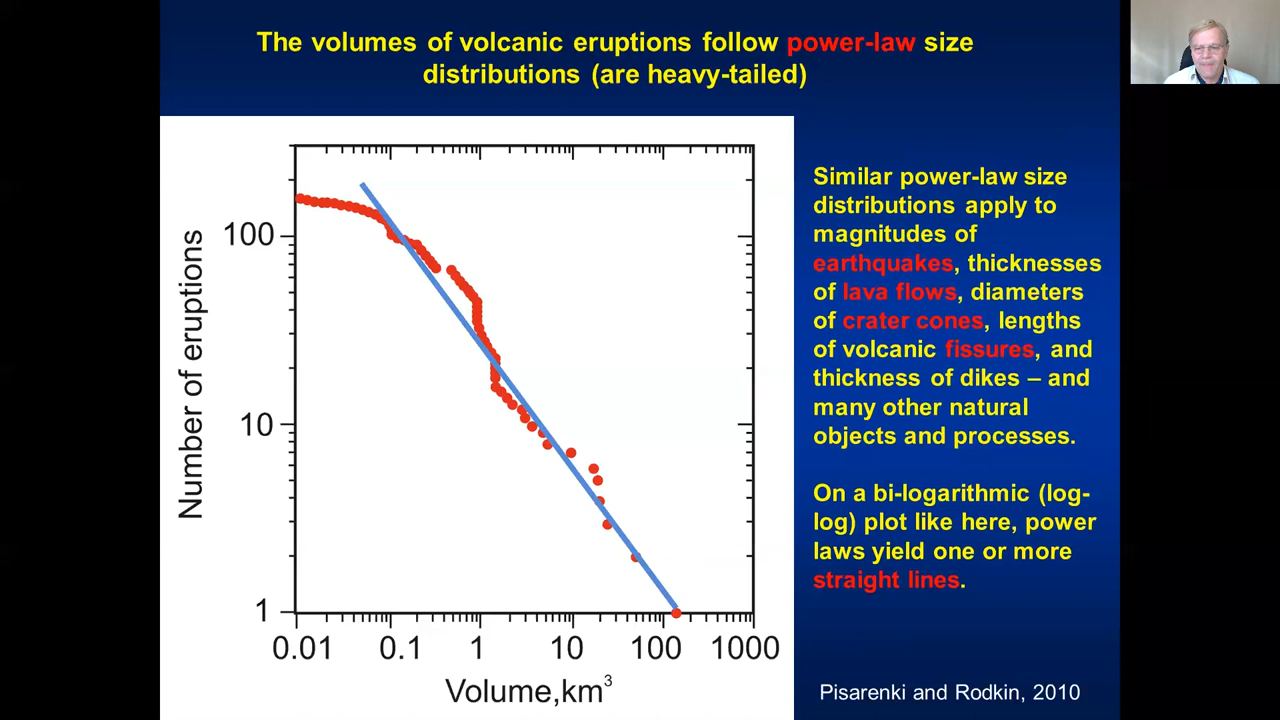 The volumes of volcanic eruptions follow power-law size
distributions (are heavy-tailed)
Number of eruptions
100
10
1
0.01 0.1 1 10 100 1000
Volume,km³
Similar power-law size
distributions apply to
magnitudes of
earthquakes, thicknesses
of lava flows, diameters
of crater cones, lengths
of volcanic fissures, and
thickness of dikes – and
many other natural
objects and processes.
On a bi-logarithmic (log-
log) plot like here, power
laws yield one or more
straight lines.
Pisarenki and Rodkin, 2010